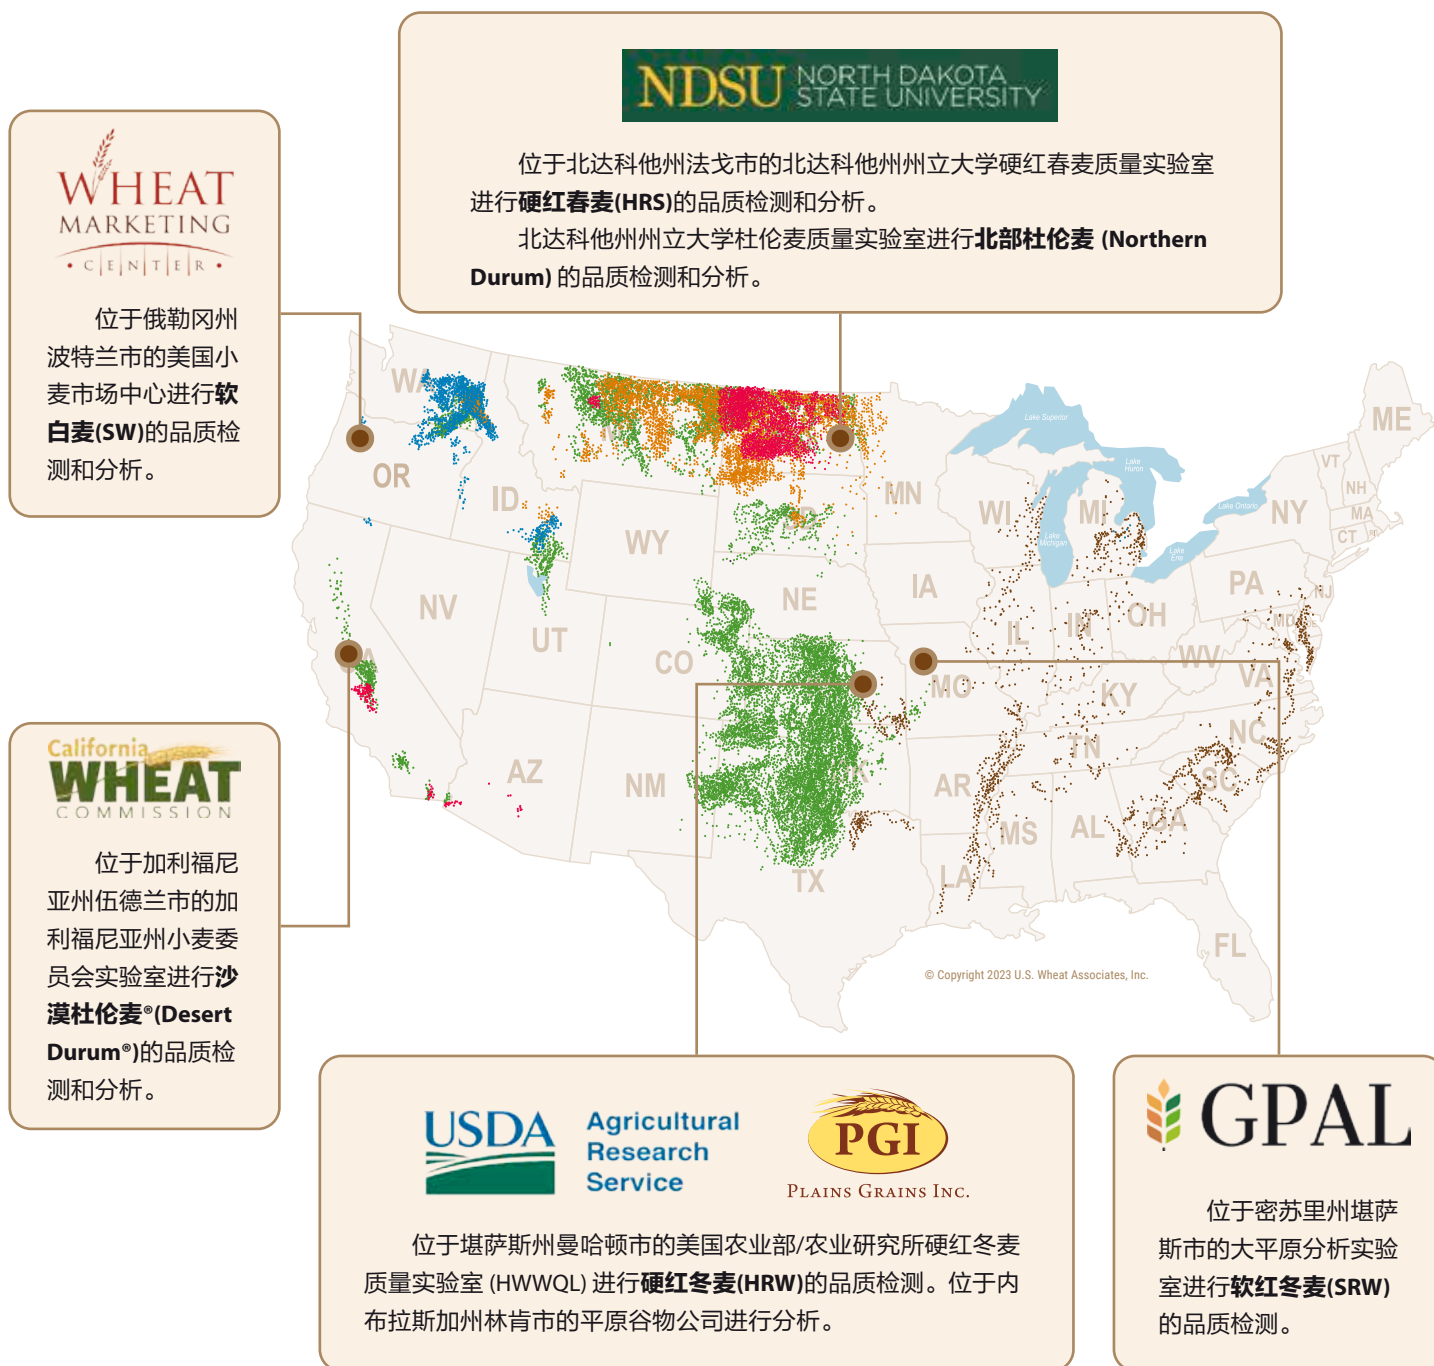 NDSU NORTH DAKOTA
STATE UNIVERSITY
位于北达科他州法戈市的北达科他州州立大学硬红春麦质量实验室
进行硬红春麦(HRS)的品质检测和分析。
北达科他州州立大学杜伦麦质量实验室进行北部杜伦麦 (Northern
Durum) 的品质检测和分析。
WHEAT
MARKETING
CENTER
位于俄勒冈州
波特兰市的美国小
麦市场中心进行软
白麦(SW)的品质检
测和分析。
WA
OR
ID
WY
NV
UT
CO
AZ
NM
SD
NE
MN
IA
WI
MI
IL
IN
OH
MO
KY
TN
AR
MS
AL
GA
SC
NC
VA
WV
MD
NJ
PA
NY
CT
MA
NH
VT
ME
LA
TX
FL
Lake Superior
Lake
Huron
Lake
Michigan
Lake Ontario
Lake
Erie
© Copyright 2023 U.S. Wheat Associates, Inc.
California
WHEAT
COMMISSION
位于加利福尼
亚州伍德兰市的加
利福尼亚州小麦委
员会实验室进行沙
漠杜伦麦®(Desert
Durum®)的品质检
测和分析。
USDA
Agricultural
Research
Service
PGI
PLAINS GRAINS INC.
位于堪萨斯州曼哈顿市的美国农业部/农业研究所硬红冬麦
质量实验室 (HWWQL) 进行硬红冬麦(HRW)的品质检测。位于内
布拉斯加州林肯市的平原谷物公司进行分析。
GPAL
位于密苏里州堪萨
斯市的大平原分析实验
室进行软红冬麦(SRW)
的品质检测。